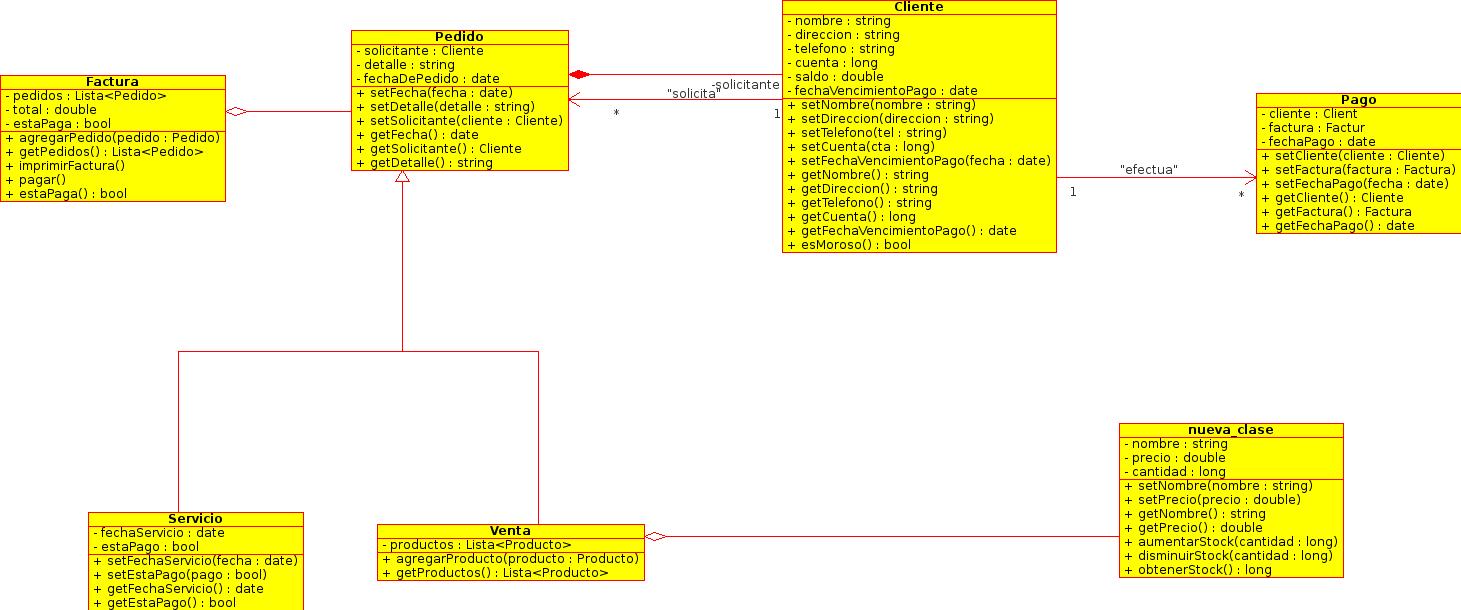 Factura
- pedidos : Lista<Pedido>
- total : double
- estaPaga : bool
+ agregarPedido(pedido : Pedido)
+ getPedidos() : Lista<Pedido>
+ imprimirFactura()
+ pagar()
+ estaPaga() : bool
Pedido
- solicitante : Cliente
- detalle : string
- fechaDePedido : date
+ setFecha(fecha : date)
+ setDetalle(detalle : string)
+ setSolicitante(cliente : Cliente)
+ getFecha() : date
+ getSolicitante() : Cliente
+ getDetalle() : string
-solicitante
"solicita"
*
1
Cliente
- nombre : string
- direccion : string
- telefono : string
- cuenta : long
- saldo : double
- fechaVencimientoPago : date
+ setNombre(nombre : string)
+ setDireccion(direccion : string)
+ setTelefono(tel : string)
+ setCuenta(cta : long)
+ setFechaVencimientoPago(fecha : date)
+ getNombre() : string
+ getDireccion() : string
+ getTelefono() : string
+ getCuenta() : long
+ getFechaVencimientoPago() : date
+ esMoroso() : bool
"efectua"
1
*
Pago
- cliente : Client
- factura : Factur
- fechaPago : date
+ setCliente(cliente : Cliente)
+ setFactura(factura : Factura)
+ setFechaPago(fecha : date)
+ getCliente() : Cliente
+ getFactura() : Factura
+ getFechaPago() : date
Servicio
- fechaServicio : date
- estaPago : bool
+ setFechaServicio(fecha : date)
+ setEstaPago(pago : bool)
+ getFechaServicio() : date
+ getEstaPago() : bool
Venta
- productos : Lista<Producto>
+ agregarProducto(producto : Producto)
+ getProductos() : Lista<Producto>
nueva_clase
- nombre : string
- precio : double
- cantidad : long
+ setNombre(nombre : string)
+ setPrecio(precio : double)
+ getNombre() : string
+ getPrecio() : double
+ aumentarStock(cantidad : long)
+ disminuirStock(cantidad : long)
+ obtenerStock() : long